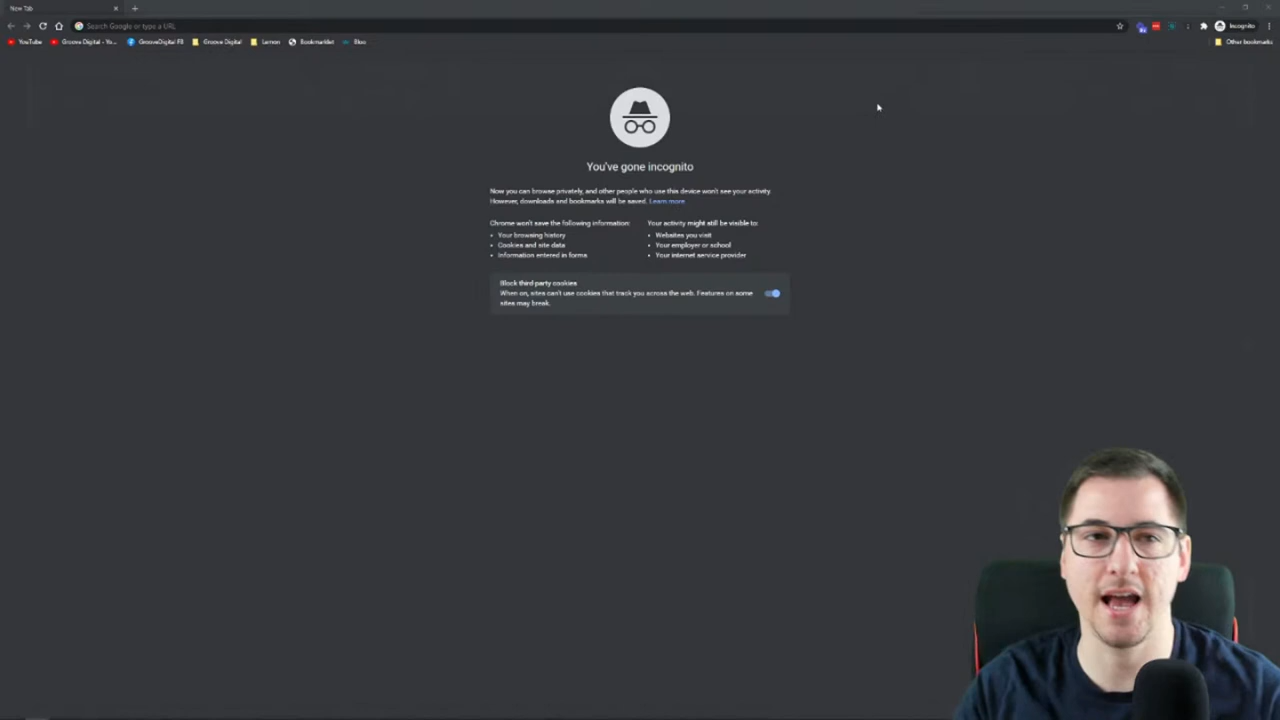 New Tab
Search Google or type a URL
Incognito
YouTube
Groove Digital - Yo...
GrooveDigital FB
Groove Digital
Lemon
Bookmarklet
Other bookmarks
You've gone incognito
Now you can browse privately, and other people who use this device won't see your activity.
However, downloads and bookmarks will be saved. Learn more
Chrome won't save the following information:
• Your browsing history
• Cookies and site data
• Information entered in forms
Your activity might still be visible to:
• Websites you visit
• Your employer or school
• Your internet service provider
Block third-party cookies
When on, sites can't use cookies that track you across the web. Features on some
sites may break.